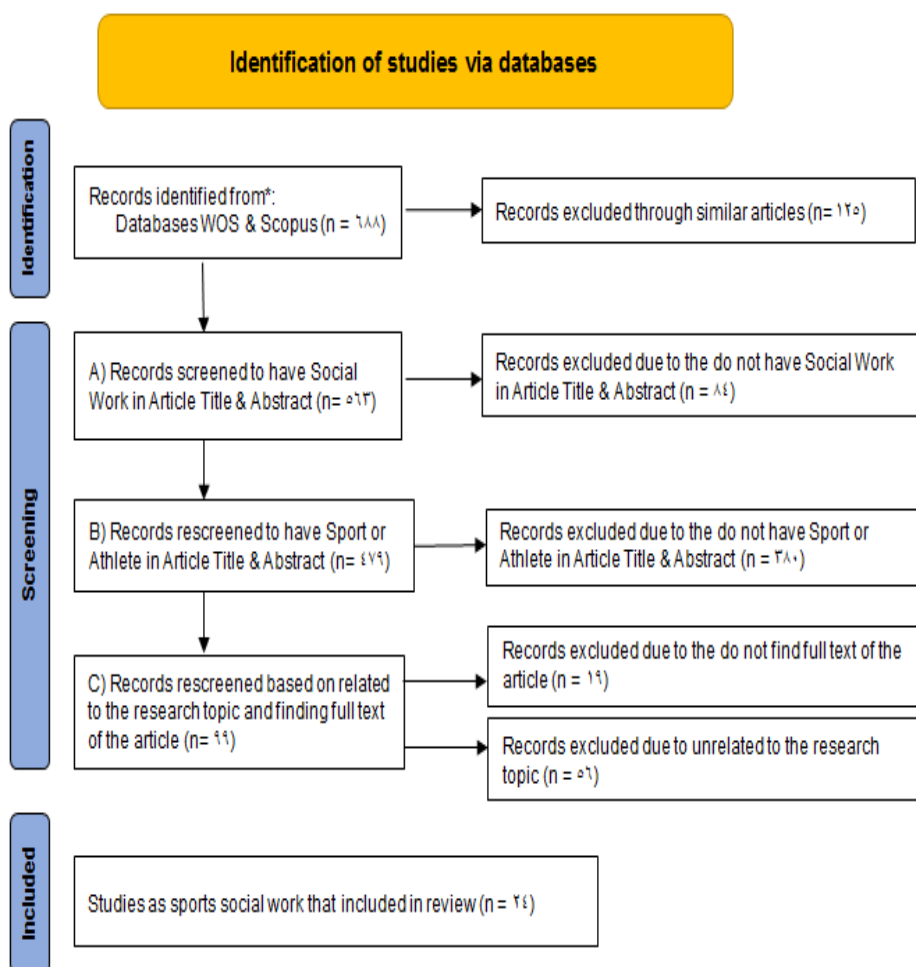 Identification of studies via databases
Identification
Records identified from*:
Databases WOS & Scopus (n = ٦٨٨)
Records excluded through similar articles (n= ١٢٥)
Screening
A) Records screened to have Social
Work in Article Title & Abstract (n= ٥٦٣)
Records excluded due to the do not have Social Work
in Article Title & Abstract (n = ٨٤)
B) Records rescreened to have Sport or
Athlete in Article Title & Abstract (n= ٤٧٩)
Records excluded due to the do not have Sport or
Athlete in Article Title & Abstract (n = ٣٨٠)
C) Records rescreened based on related
to the research topic and finding full text
of the article (n= ٩٩)
Records excluded due to the do not find full text of the
article (n = ١٩)
Records excluded due to unrelated to the research
topic (n = ٥٦)
Included
Studies as sports social work that included in review (n = ٢٤)